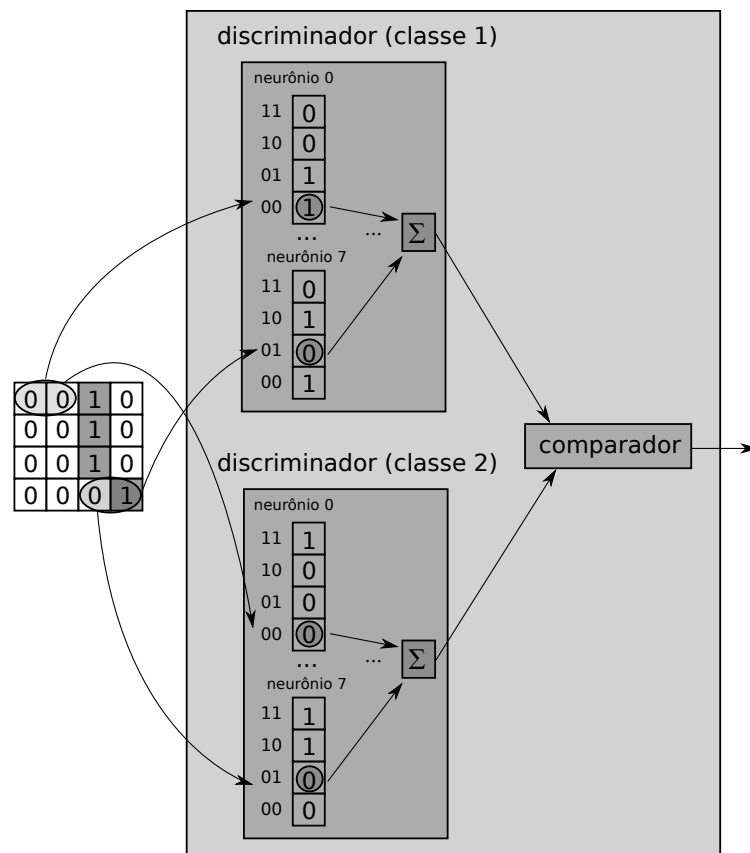 discriminador (classe 1)
neurônio 0
11 0
10 0
01 1
00 1
... ... Σ
neurônio 7
11 0
10 1
01 0
00 1
0 0 1 0
0 0 1 0
0 0 1 0
0 0 0 1
comparador
discriminador (classe 2)
neurônio 0
11 1
10 0
01 0
00 0
... ... Σ
neurônio 7
11 1
10 1
01 0
00 0